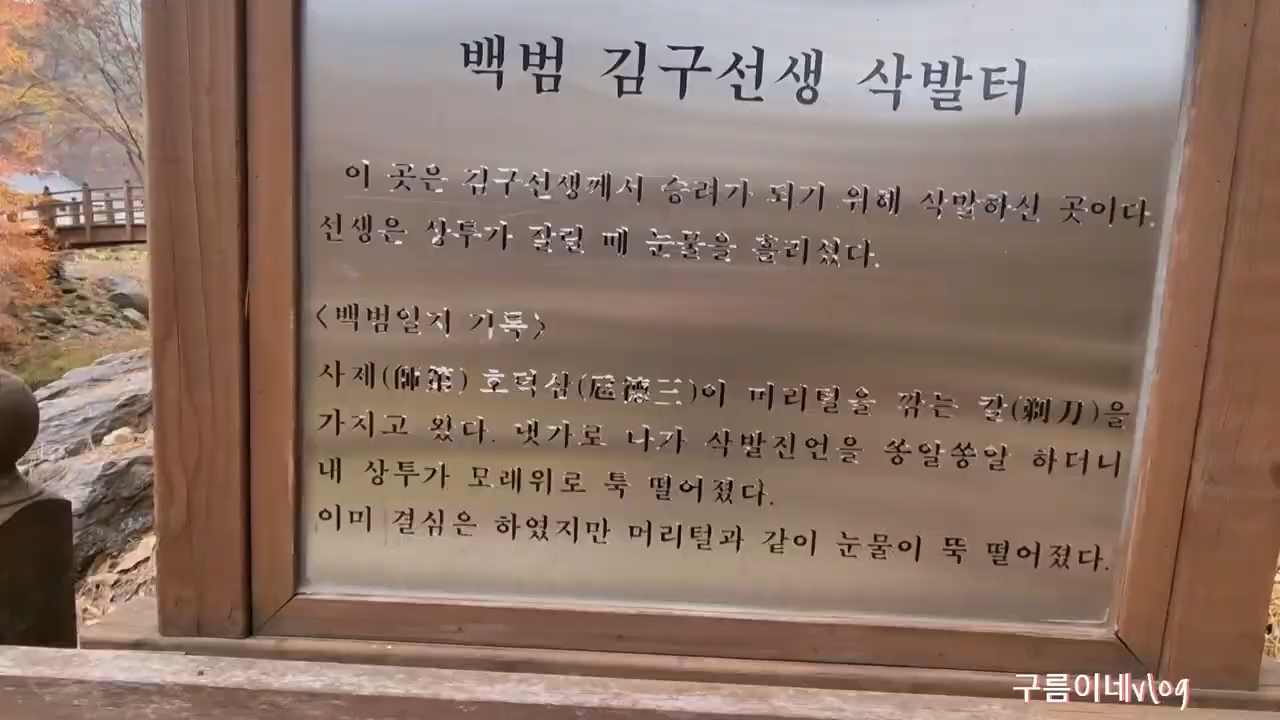 백범 김구선생 삭발터
이 곳은 김구선생께서 승려가 되기 위해 삭발하신 곳이다.
선생은 상투가 잘릴 때 눈물을 흘리셨다.
<백범일지 기록>
사제(師第) 호덕삼(扈德三)이 머리털을 깎는 칼(剃刀)을
가지고 왔다. 냇가로 나가 삭발진언을 쏭알쏭알 하더니
내 상투가 모래위로 툭 떨어졌다.
이미 결심은 하였지만 머리털과 같이 눈물이 뚝 떨어졌다.
구름이네vlog